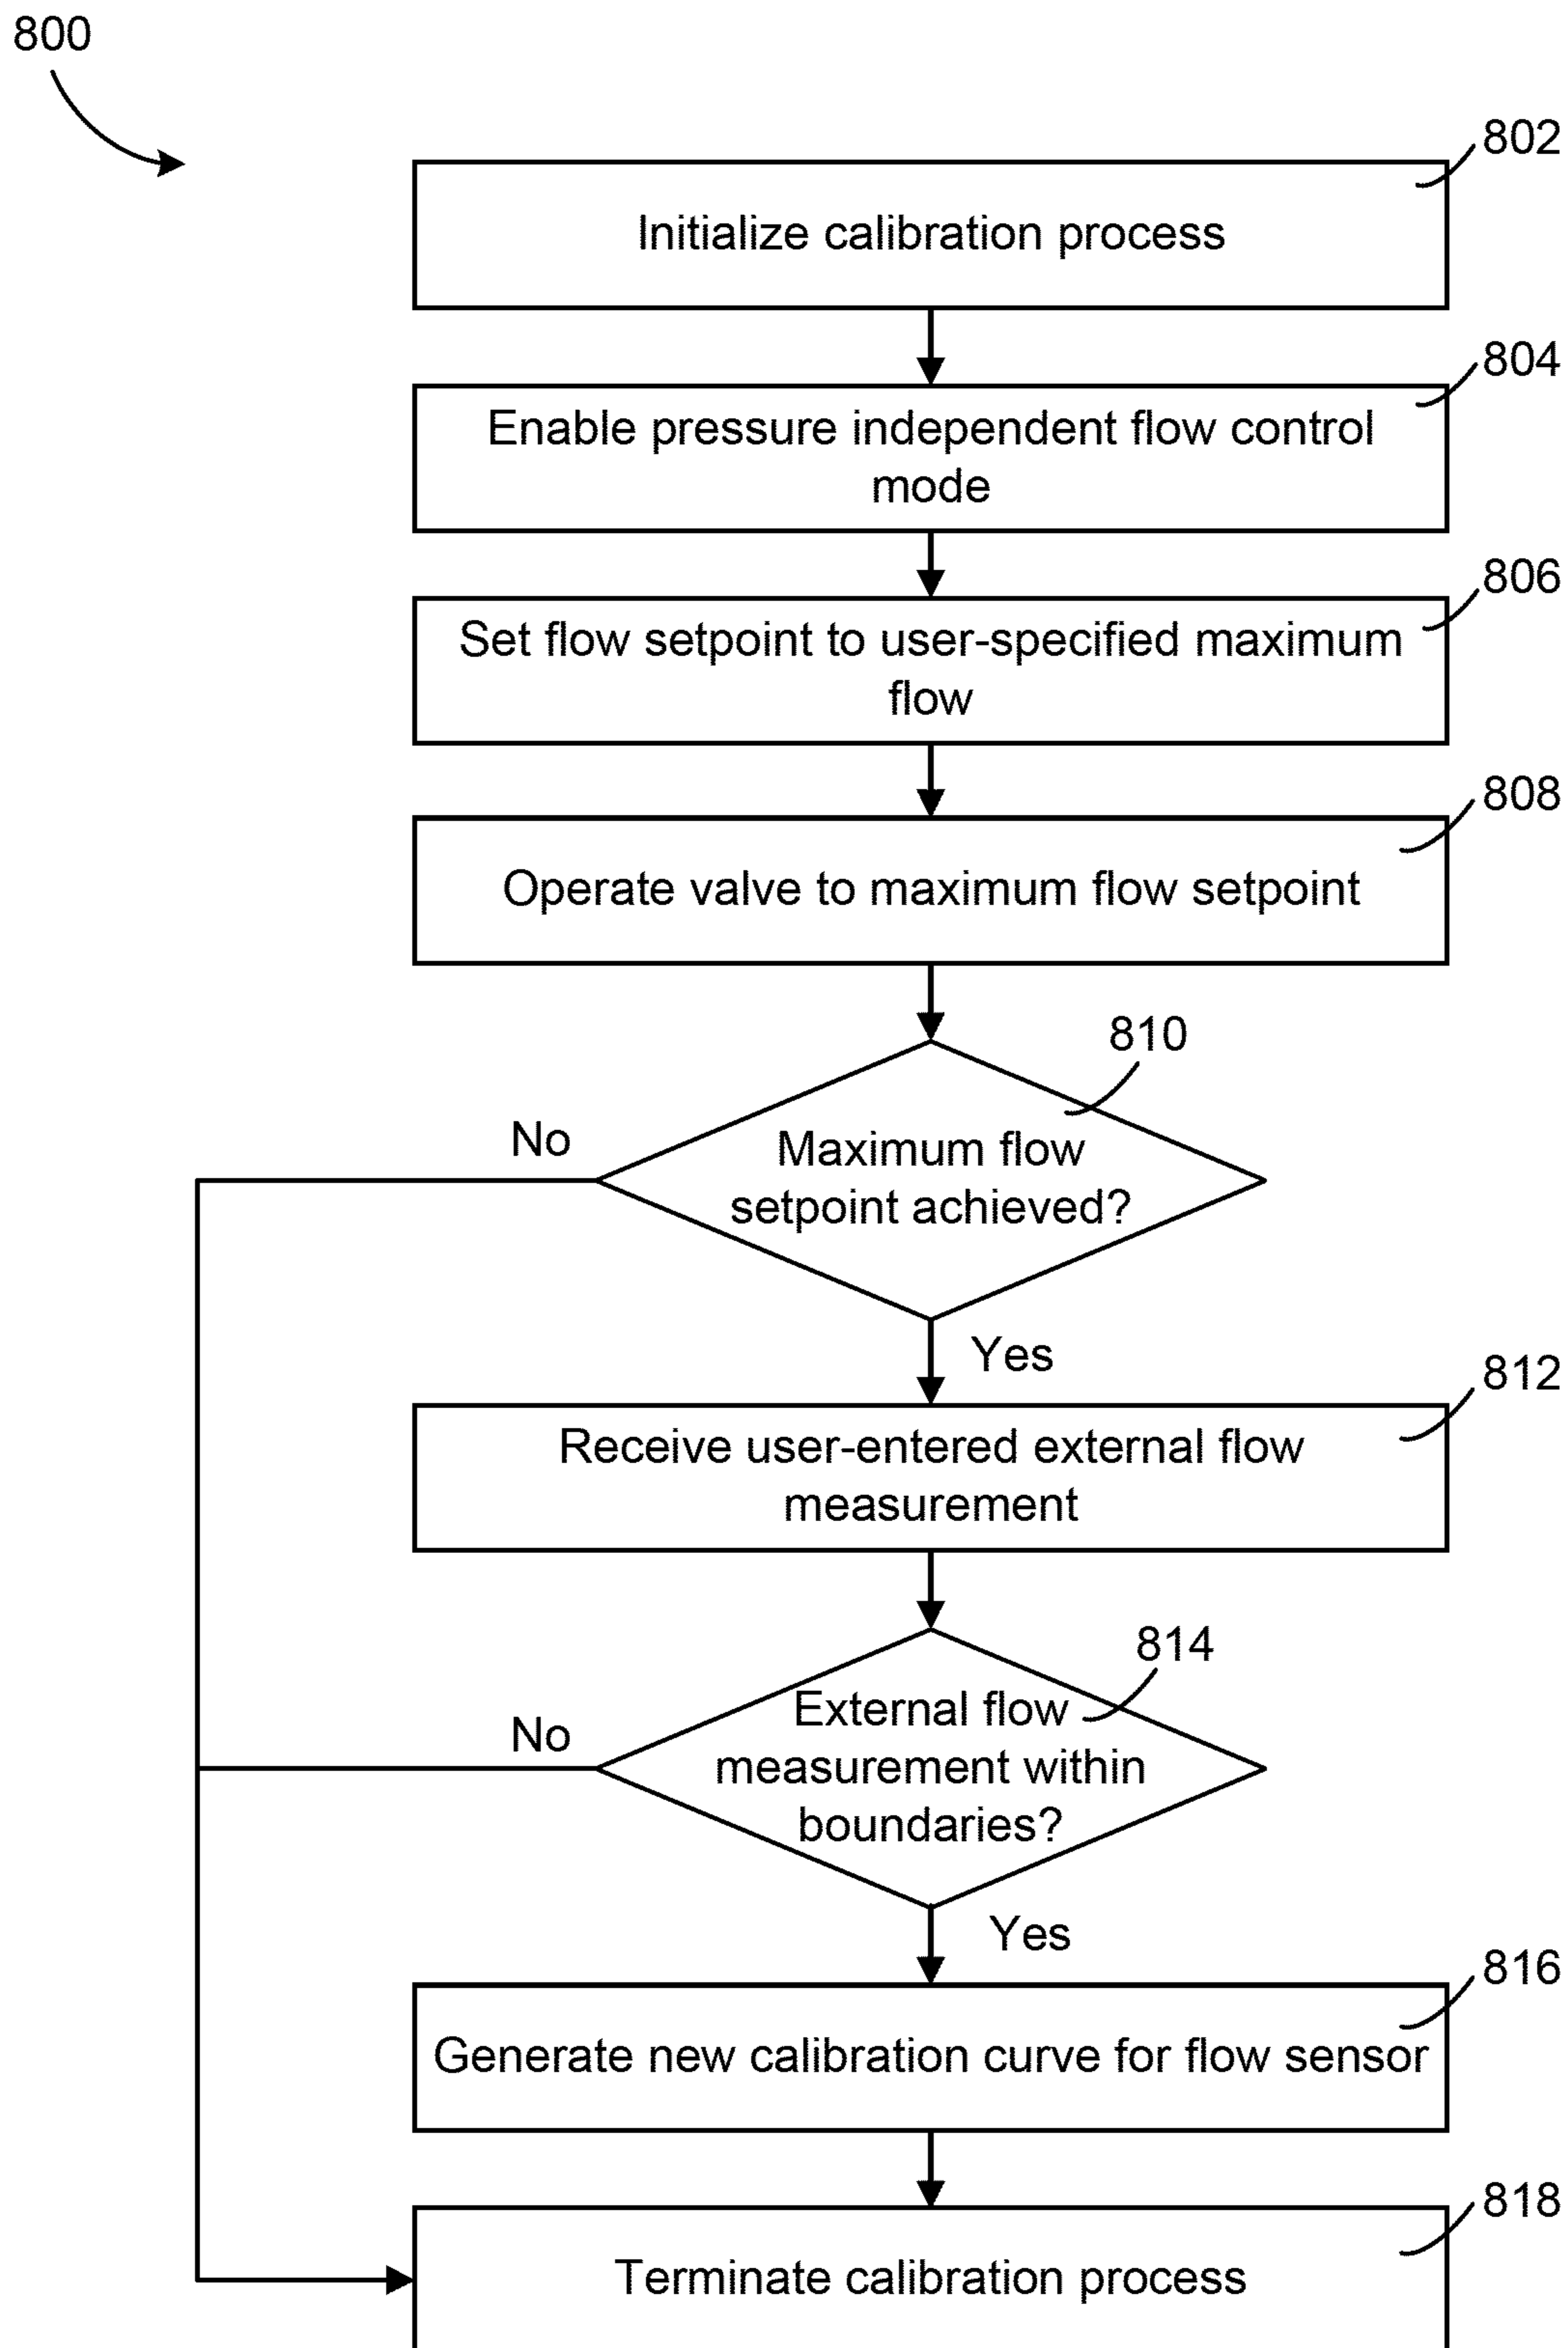 800
802
Initialize calibration process
804
Enable pressure independent flow control
mode
806
Set flow setpoint to user-specified maximum
flow
808
Operate valve to maximum flow setpoint
810
No
Maximum flow
setpoint achieved?
Yes
812
Receive user-entered external flow
measurement
814
No
External flow
measurement within
boundaries?
Yes
816
Generate new calibration curve for flow sensor
818
Terminate calibration process